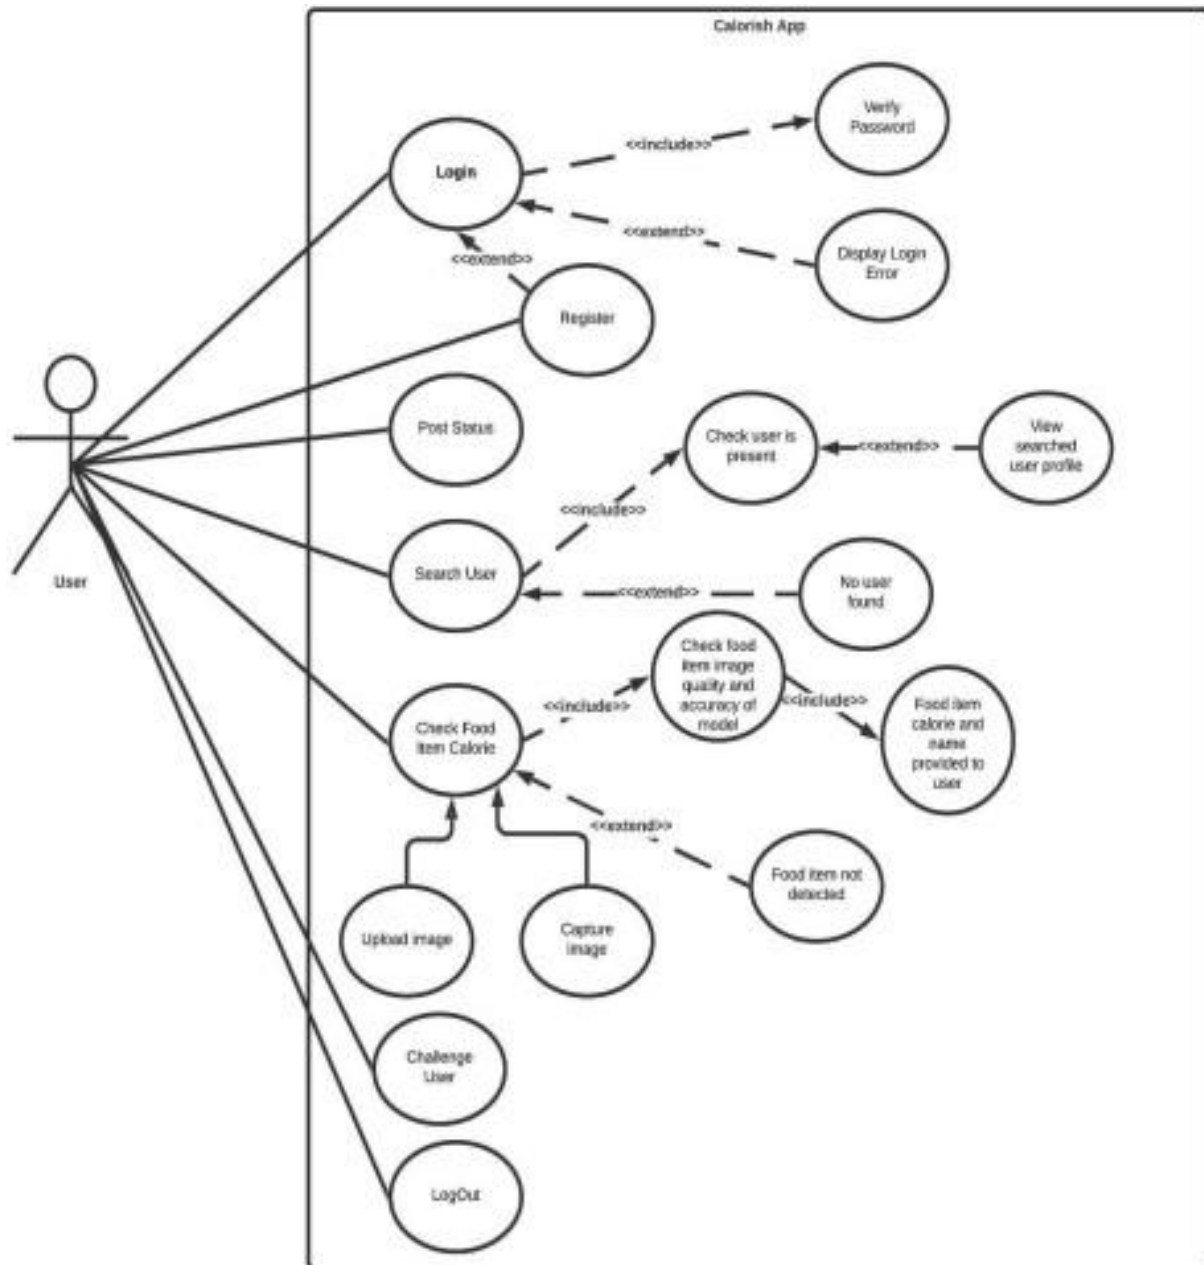 Calorish App
Verify
Password
<<include>>
Login
<<extend>>
Display Login
Error
<<extend>>
Register
Post Status
Check user is
present
<<extend>>
View
searched
user profile
<<include>>
Search User
User
No user
found
<<extend>>
Check food
item image
quality and
accuracy of
model
<<include>>
<<include>>
Food item
calorie and
name
provided to
user
Check Food
Item Calorie
<<extend>>
Food item not
detected
Upload image
Capture
Image
Challenge
User
LogOut